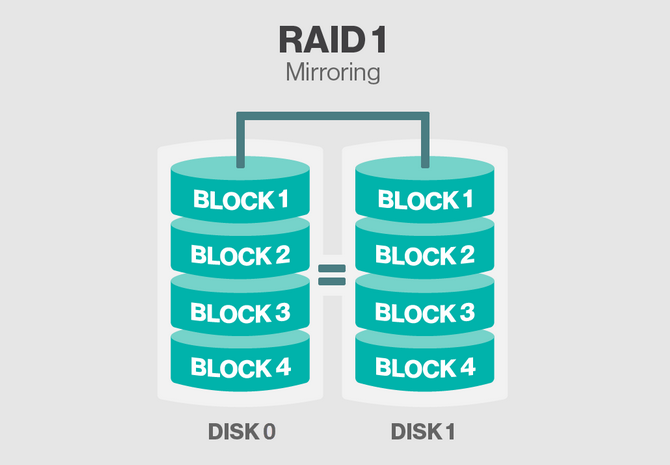 RAID 1
Mirroring
BLOCK 1
BLOCK 2
BLOCK 3
BLOCK 4
DISK 0
BLOCK 1
BLOCK 2
BLOCK 3
BLOCK 4
DISK 1